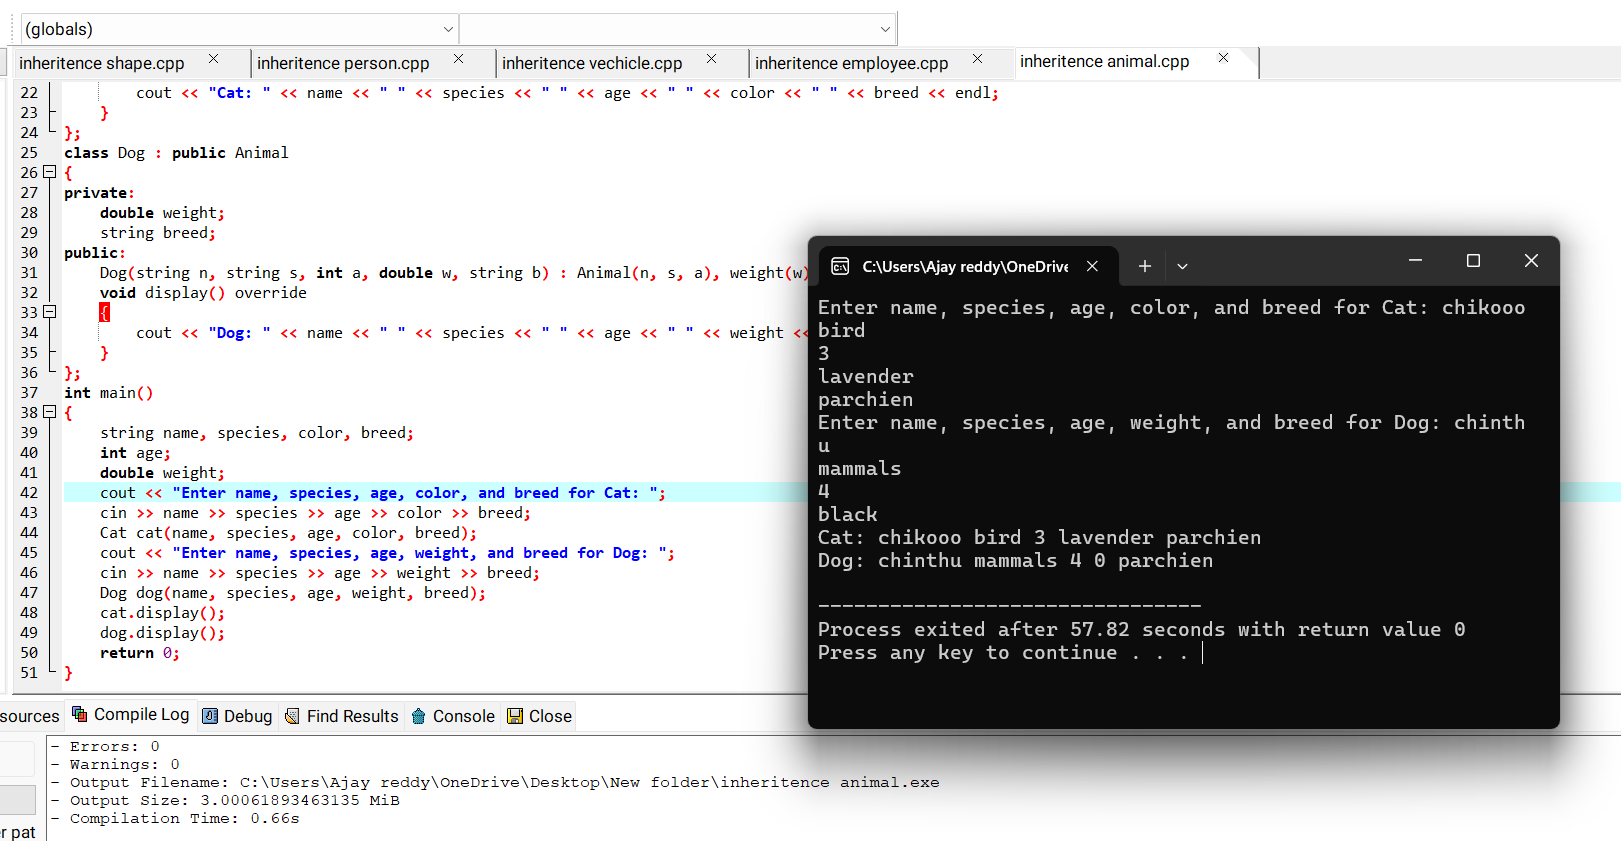 (globals)
inheritence shape.cpp inheritence person.cpp inheritence vechicle.cpp inheritence employee.cpp inheritence animal.cpp
22 cout << "Cat: " << name << " " << species << " " << age << " " << color << " " << breed << endl;
23 }
24 };
25 class Dog : public Animal
26 {
27 private:
28 double weight;
29 string breed;
30 public:
31 Dog(string n, string s, int a, double w, string b) : Animal(n, s, a), weight(w)
32 void display() override
33 {
34 cout << "Dog: " << name << " " << species << " " << age << " " << weight <<
35 }
36 };
37 int main()
38 {
39 string name, species, color, breed;
40 int age;
41 double weight;
42 cout << "Enter name, species, age, color, and breed for Cat: ";
43 cin >> name >> species >> age >> color >> breed;
44 Cat cat(name, species, age, color, breed);
45 cout << "Enter name, species, age, weight, and breed for Dog: ";
46 cin >> name >> species >> age >> weight >> breed;
47 Dog dog(name, species, age, weight, breed);
48 cat.display();
49 dog.display();
50 return 0;
51 }
C:\Users\Ajay reddy\OneDrive
Enter name, species, age, color, and breed for Cat: chikooo
bird
3
lavender
parchien
Enter name, species, age, weight, and breed for Dog: chinth
u
mammals
4
black
Cat: chikooo bird 3 lavender parchien
Dog: chinthu mammals 4 0 parchien
--------------------------------
Process exited after 57.82 seconds with return value 0
Press any key to continue . . .
sources Compile Log Debug Find Results Console Close
- Errors: 0
- Warnings: 0
- Output Filename: C:\Users\Ajay reddy\OneDrive\Desktop\New folder\inheritence animal.exe
- Output Size: 3.00061893463135 MiB
- Compilation Time: 0.66s
er pat